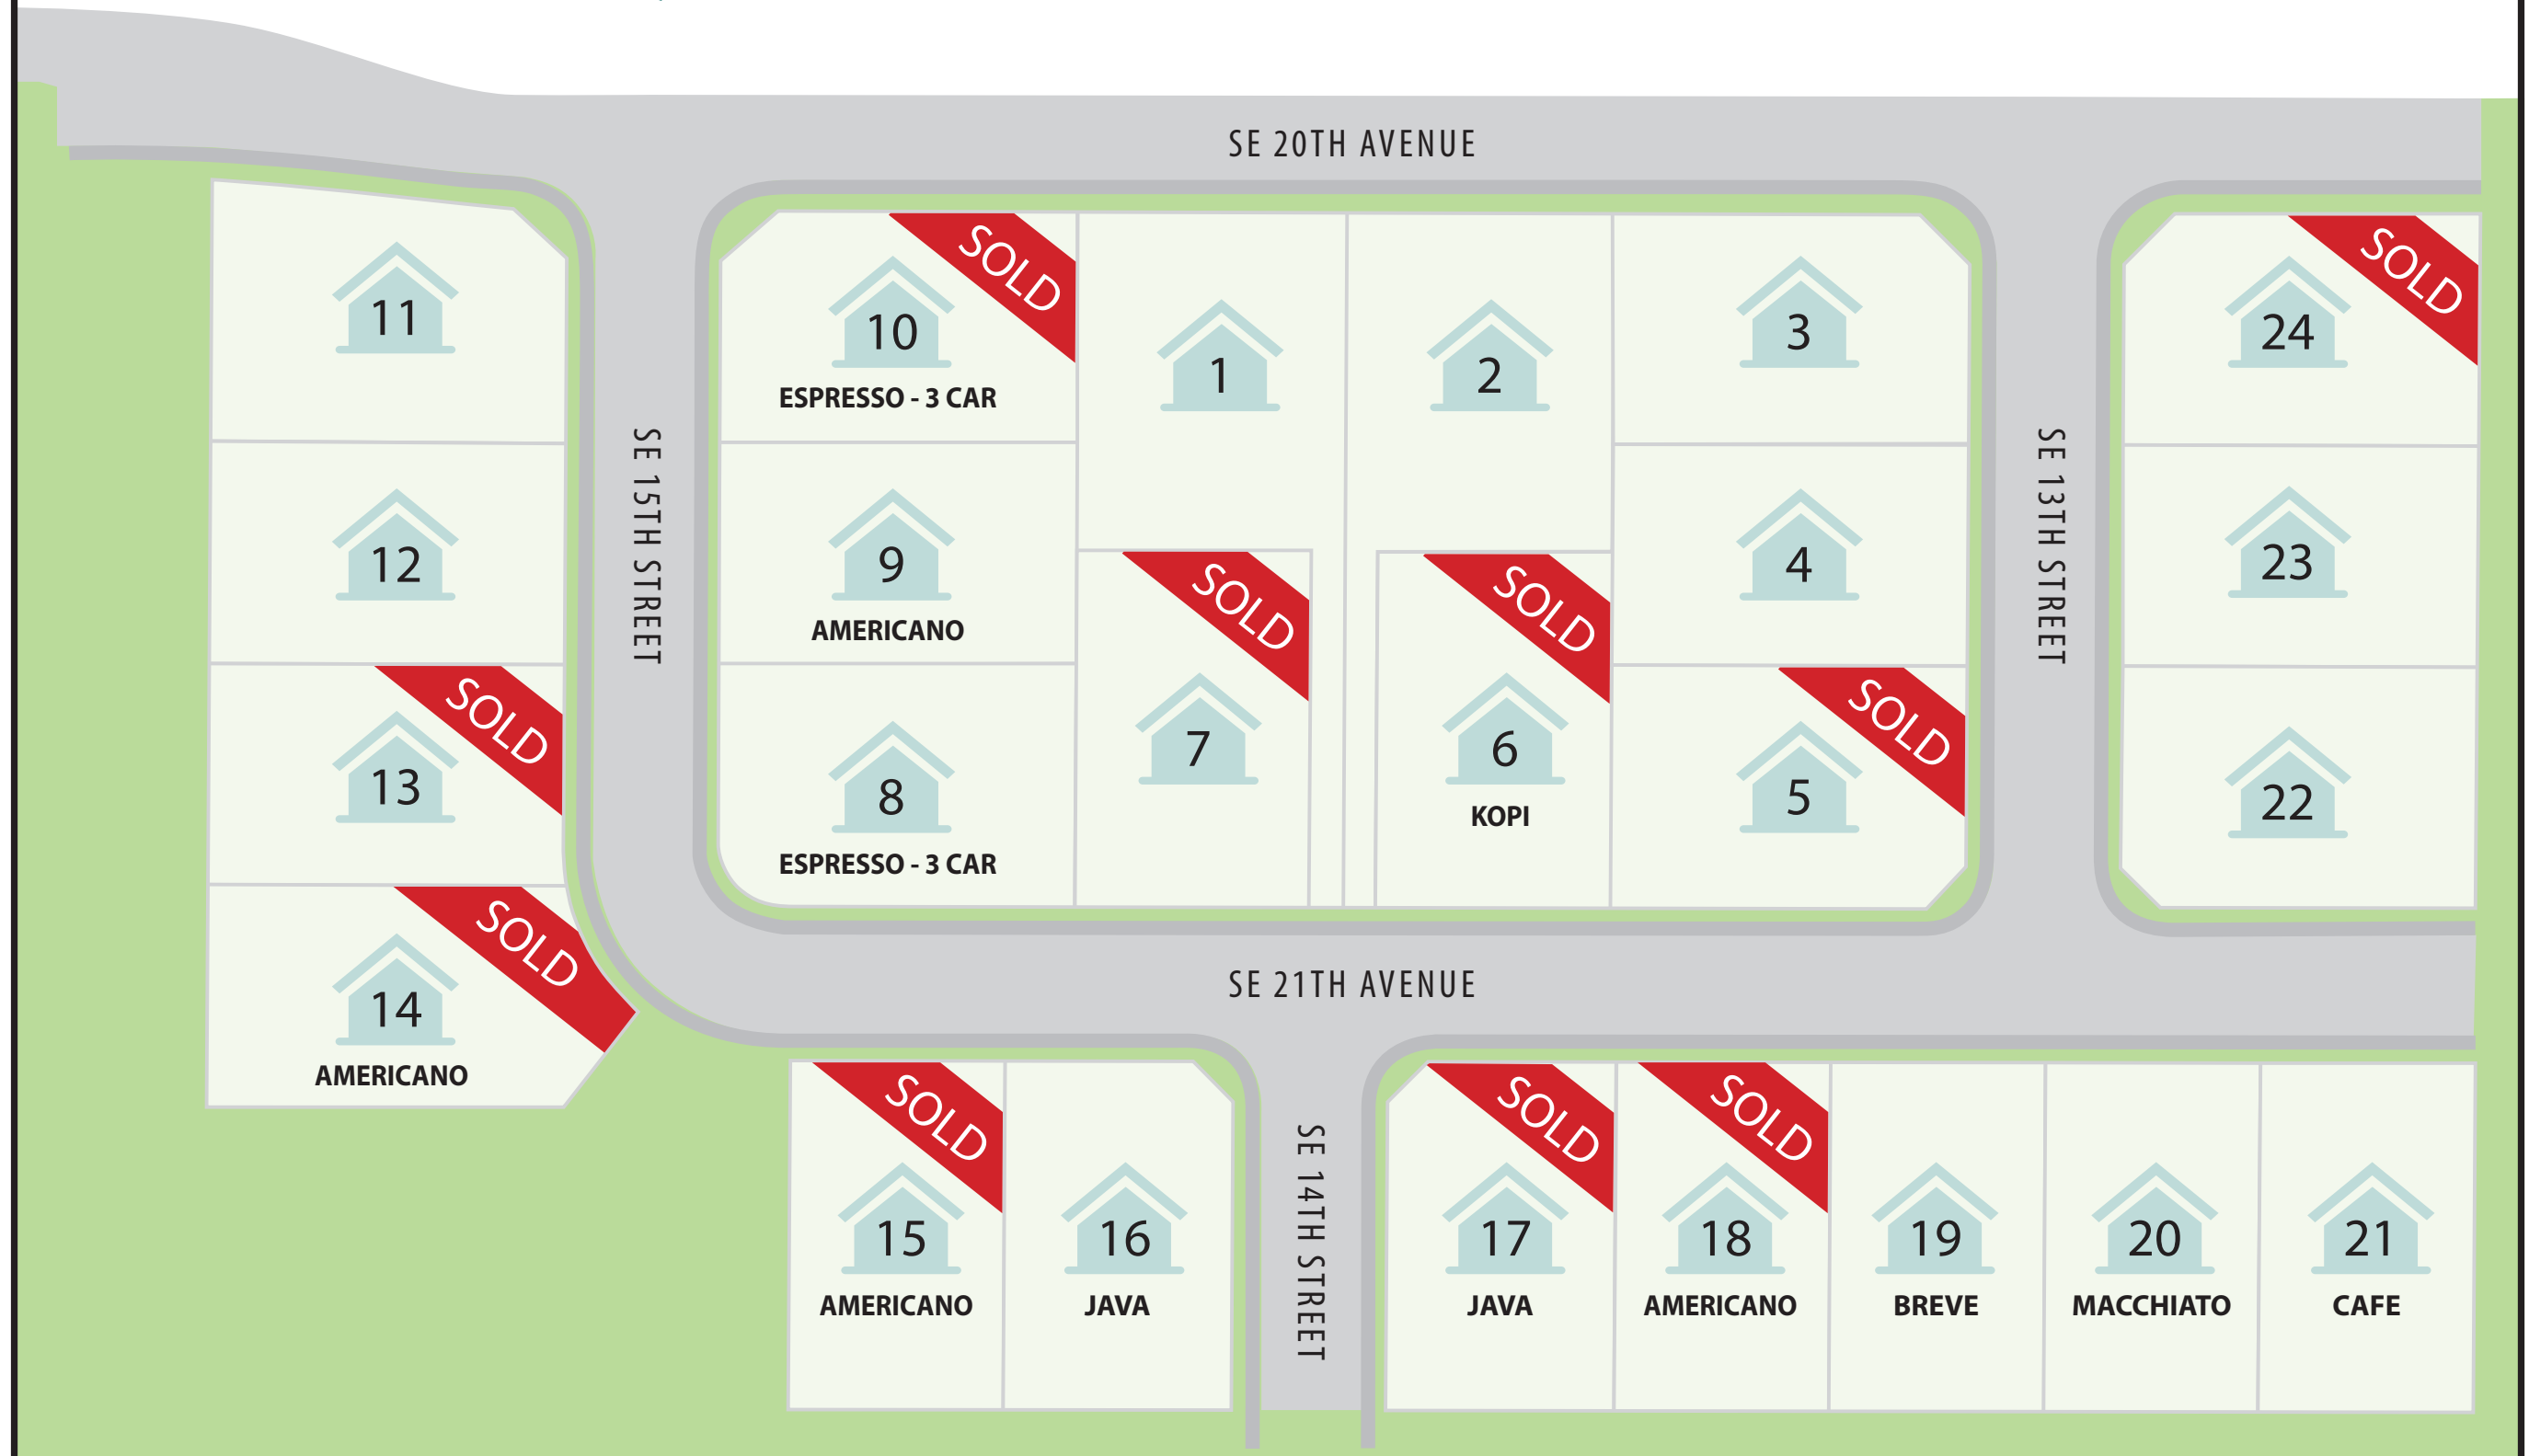 SE 20TH AVENUE
11
SOLD
10
ESPRESSO - 3 CAR
1
2
3
SOLD
24
SE 15TH STREET
SE 13TH STREET
12
9
AMERICANO
4
23
SOLD
13
8
ESPRESSO - 3 CAR
SOLD
7
SOLD
6
KOPI
SOLD
5
22
SOLD
14
AMERICANO
SE 21TH AVENUE
SOLD
15
AMERICANO
16
JAVA
SE 14TH STREET
SOLD
17
JAVA
SOLD
18
AMERICANO
19
BREVE
20
MACCHIATO
21
CAFE